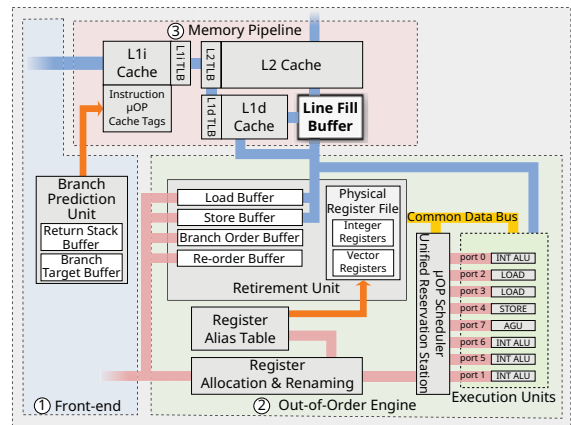 ③ Memory Pipeline
L1i
Cache
L1i TLB
L2 TLB
L2 Cache
Instruction
μOP
Cache Tags
L1d TLB
L1d
Cache
Line Fill
Buffer
Branch
Prediction
Unit
Return Stack
Buffer
Branch
Target Buffer
Load Buffer
Store Buffer
Branch Order Buffer
Re-order Buffer
Physical
Register File
Integer
Registers
Vector
Registers
Retirement Unit
Common Data Bus
μOP Scheduler
Unified Reservation Station
port 0 INT ALU
port 2 LOAD
port 3 LOAD
port 4 STORE
port 7 AGU
port 6 INT ALU
port 5 INT ALU
port 1 INT ALU
Execution Units
Register
Alias Table
Register
Allocation & Renaming
① Front-end
② Out-of-Order Engine